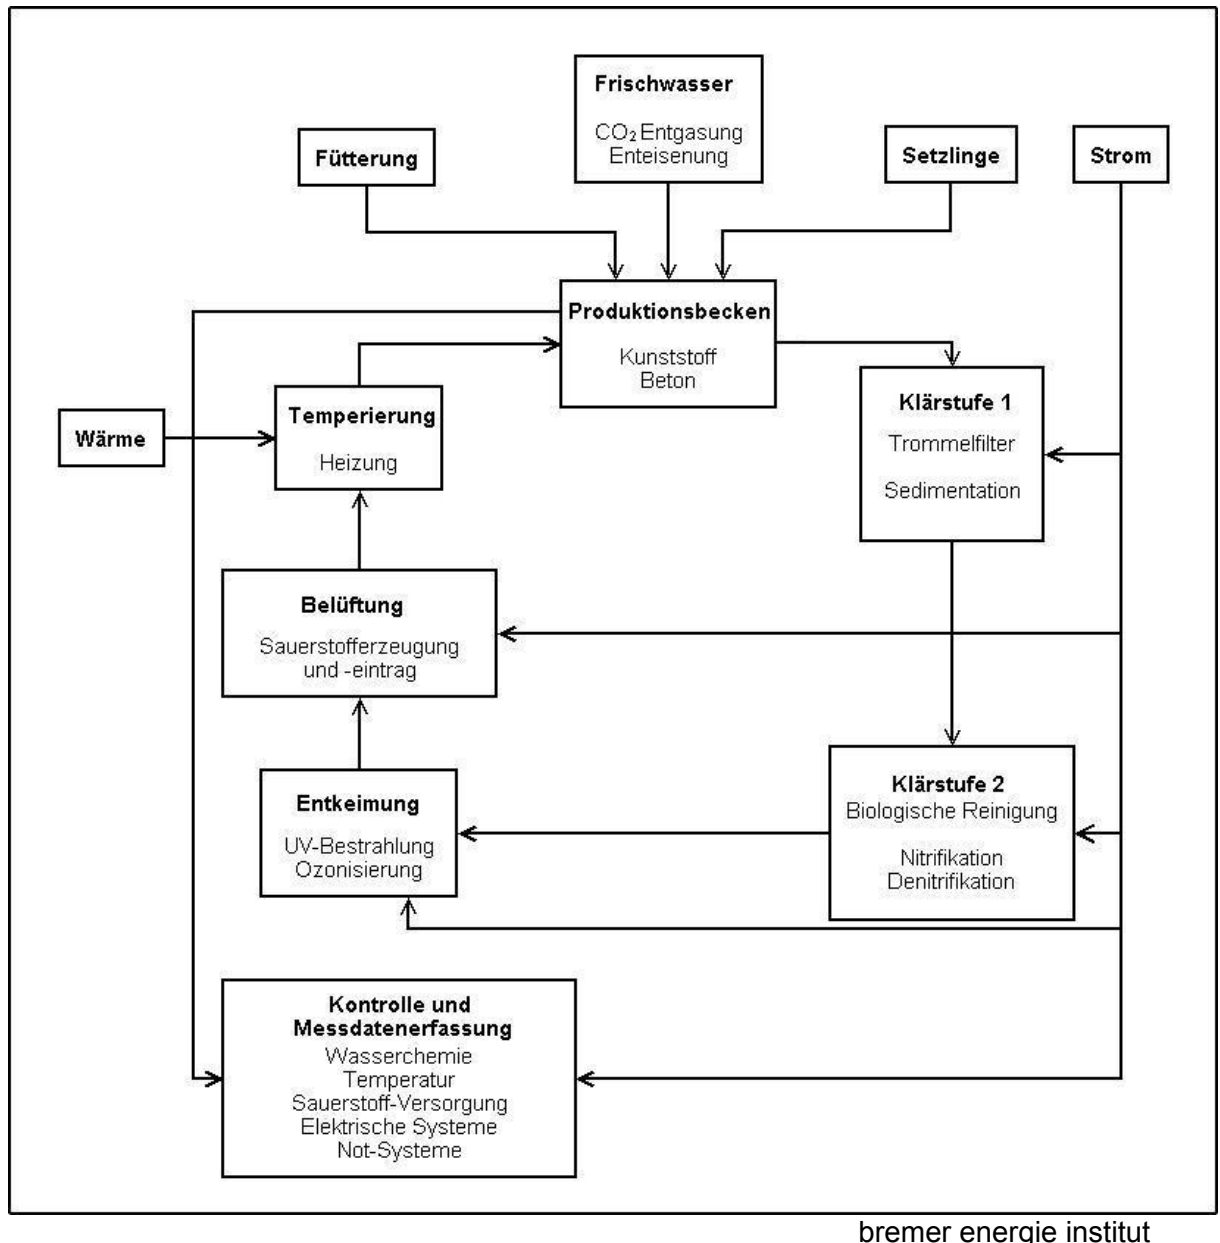 Frischwasser
CO₂ Entgasung
Enteisenung
Fütterung
Setzlinge
Strom
Produktionsbecken
Kunststoff
Beton
Klärstufe 1
Trommelfilter
Sedimentation
Temperierung
Heizung
Wärme
Belüftung
Sauerstofferzeugung
und -eintrag
Klärstufe 2
Biologische Reinigung
Nitrifikation
Denitrifikation
Entkeimung
UV-Bestrahlung
Ozonisierung
Kontrolle und
Messdatenerfassung
Wasserchemie
Temperatur
Sauerstoff-Versorgung
Elektrische Systeme
Not-Systeme
bremer energie institut